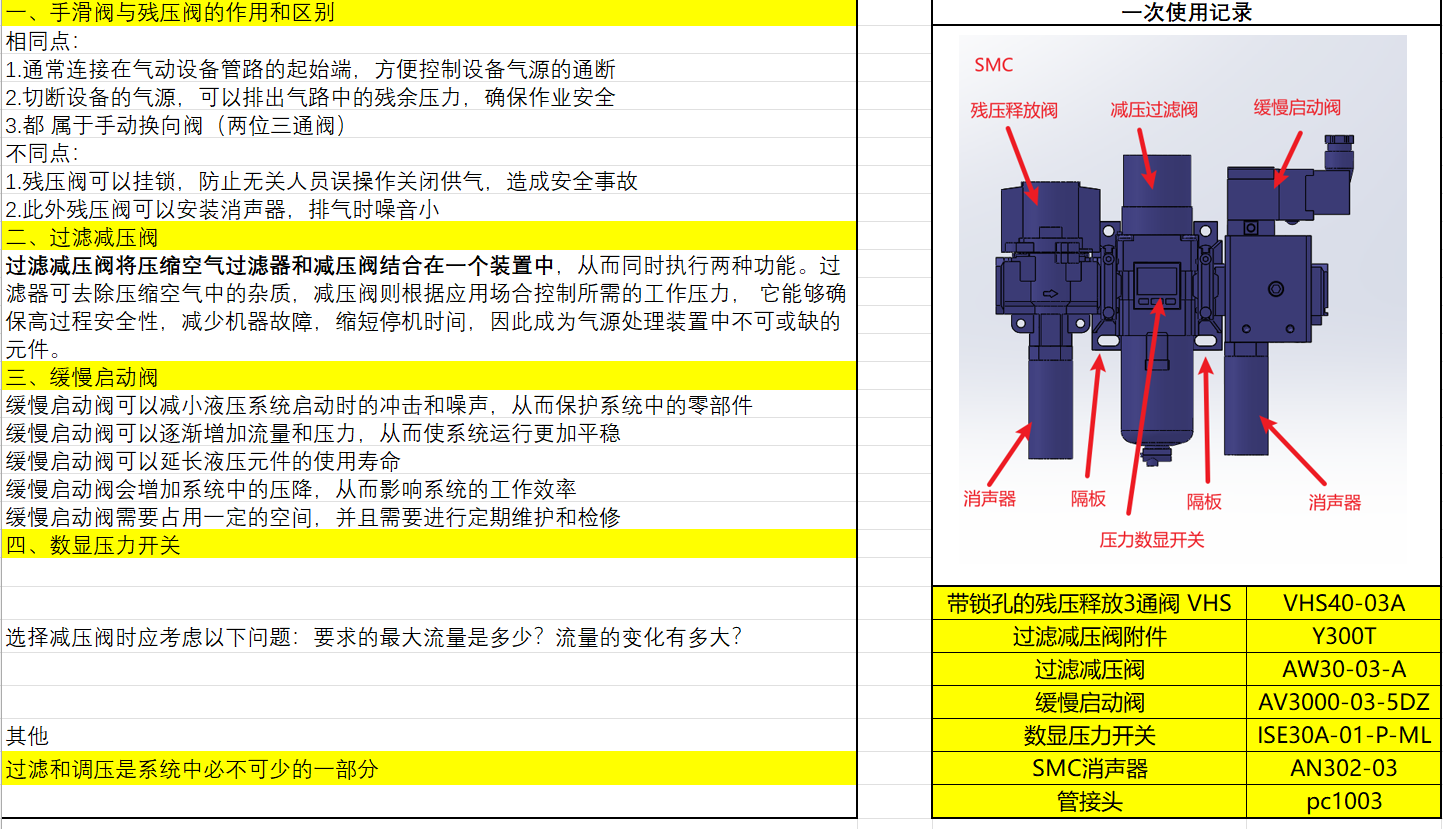 一、手滑阀与残压阀的作用和区别
相同点：
1.通常连接在气动设备管路的起始端，方便控制设备气源的通断
2.切断设备的气源，可以排出气路中的残余压力，确保作业安全
3.都 属于手动换向阀（两位三通阀）
不同点：
1.残压阀可以挂锁，防止无关人员误操作关闭供气，造成安全事故
2.此外残压阀可以安装消声器，排气时噪音小
二、过滤减压阀
过滤减压阀将压缩空气过滤器和减压阀结合在一个装置中，从而同时执行两种功能。过
滤器可去除压缩空气中的杂质，减压阀则根据应用场合控制所需的工作压力， 它能够确
保高过程安全性，减少机器故障，缩短停机时间，因此成为气源处理装置中不可或缺的
元件。
三、缓慢启动阀
缓慢启动阀可以减小液压系统启动时的冲击和噪声，从而保护系统中的零部件
缓慢启动阀可以逐渐增加流量和压力，从而使系统运行更加平稳
缓慢启动阀可以延长液压元件的使用寿命
缓慢启动阀会增加系统中的压降，从而影响系统的工作效率
缓慢启动阀需要占用一定的空间，并且需要进行定期维护和检修
四、数显压力开关
选择减压阀时应考虑以下问题：要求的最大流量是多少？流量的变化有多大？
其他
过滤和调压是系统中必不可少的一部分
一次使用记录
SMC
残压释放阀
减压过滤阀
缓慢启动阀
消声器
隔板
隔板
消声器
压力数显开关
带锁孔的残压释放3通阀 VHS VHS40-03A
过滤减压阀附件 Y300T
过滤减压阀 AW30-03-A
缓慢启动阀 AV3000-03-5DZ
数显压力开关 ISE30A-01-P-ML
SMC消声器 AN302-03
管接头 pc1003